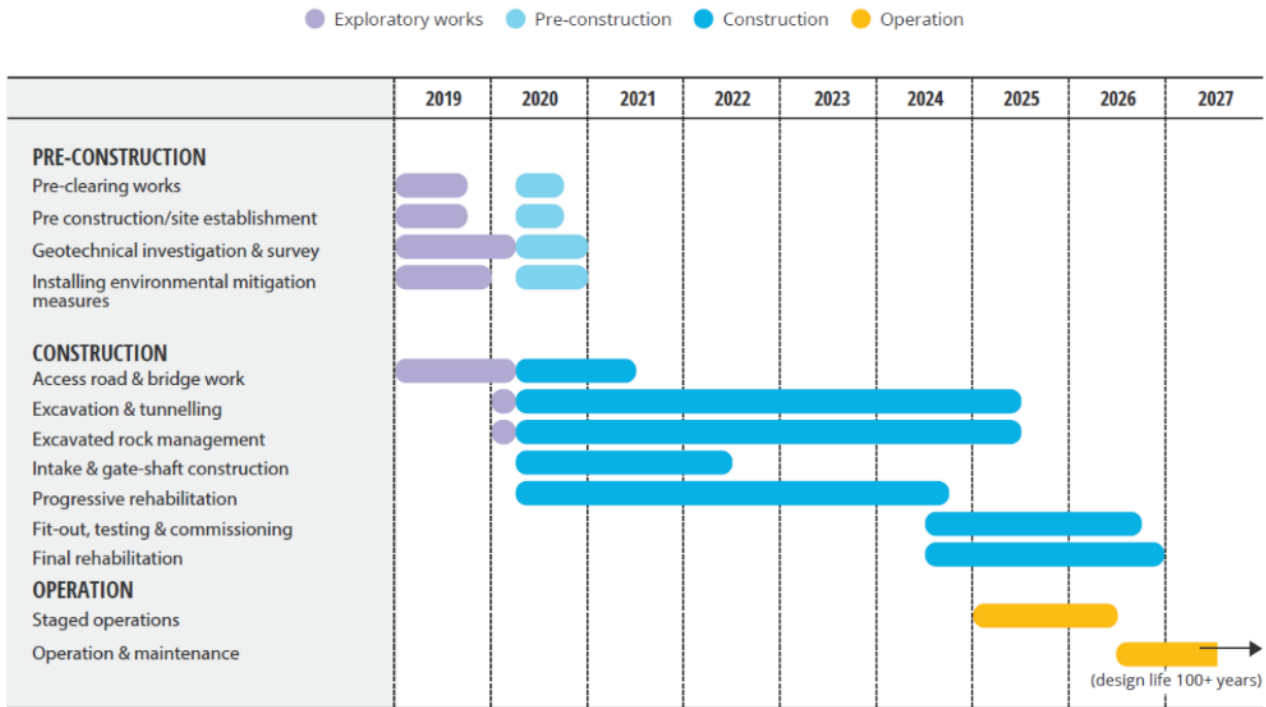 Exploratory works Pre-construction Construction Operation
2019 2020 2021 2022 2023 2024 2025 2026 2027
PRE-CONSTRUCTION
Pre-clearing works
Pre construction/site establishment
Geotechnical investigation & survey
Installing environmental mitigation
measures
CONSTRUCTION
Access road & bridge work
Excavation & tunnelling
Excavated rock management
Intake & gate-shaft construction
Progressive rehabilitation
Fit-out, testing & commissioning
Final rehabilitation
OPERATION
Staged operations
Operation & maintenance
(design life 100+ years)